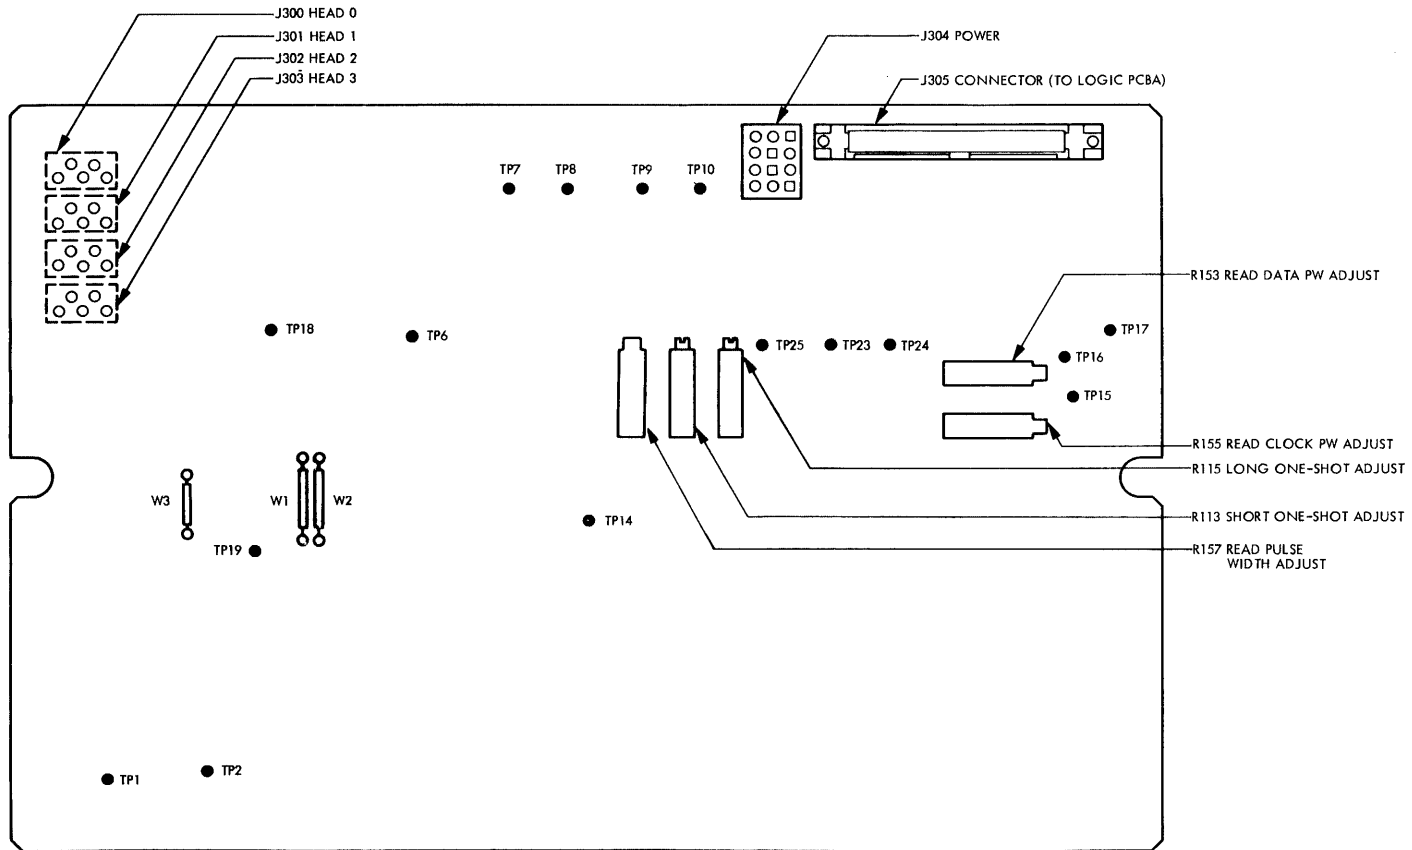 J300 HEAD 0
J301 HEAD 1
J302 HEAD 2
J303 HEAD 3
J304 POWER
J305 CONNECTOR (TO LOGIC PCBA)
TP7
TP8
TP9
TP10
R153 READ DATA PW ADJUST
TP18
TP6
TP25
TP23
TP24
TP17
TP16
TP15
R155 READ CLOCK PW ADJUST
R115 LONG ONE-SHOT ADJUST
W3
W1
W2
TP14
R113 SHORT ONE-SHOT ADJUST
TP19
R157 READ PULSE
WIDTH ADJUST
TP1
TP2